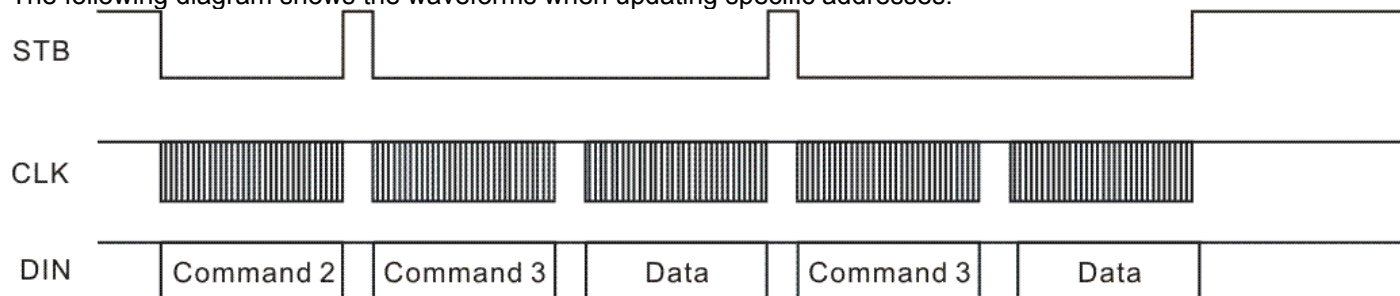 The following diagram shows the waveforms when updating specific addresses.
STB
CLK
DIN Command 2 Command 3 Data Command 3 Data